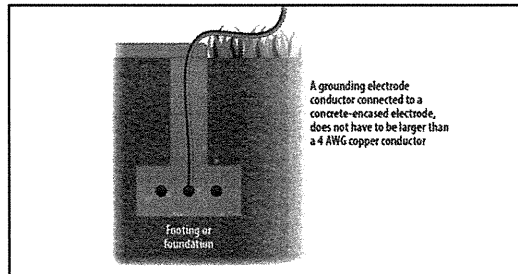 A grounding electrode
conductor connected to a
concrete-encased electrode,
does not have to be larger than
a 4 AWG copper conductor
Footing or
foundation